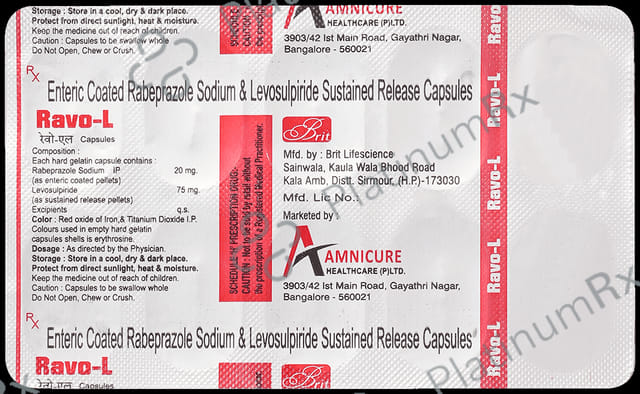 Storage : Store in a cool, dry & dark place.
Protect from direct sunlight, heat & moisture.
Keep the medicine out of reach of children.
Caution : Capsules to be swallow whole
Do Not Open, Chew or Crush.
AMNICURE
HEALTHCARE (P)LTD.
3903/42 Ist Main Road, Gayathri Nagar,
Bangalore - 560021
Rx
Enteric Coated Rabeprazole Sodium & Levosulpiride Sustained Release Capsules
Ravo-L
रेवो-एल Capsules
Composition :
Each hard gelatin capsule contains :
Rabeprazole Sodium IP 20 mg.
(as enteric coated pellets)
Levosulpiride 75 mg.
(as sustained release pellets)
Excipients q.s.
Color : Red oxide of Iron,& Titanium Dioxide I.P.
Colours used in empty hard gelatin
capsules shells is erythrosine.
Dosage : As directed by the Physician.
Storage : Store in a cool, dry & dark place.
Protect from direct sunlight, heat & moisture.
Keep the medicine out of reach of children.
Caution : Capsules to be swallow whole
Do Not Open, Chew or Crush.
CAUTION : Not to be sold by retail without
the prescription of a Registered Medical Practitioner.
Brit
Mfd. by : Brit Lifescience
Sainwala, Kaula Wala Bhood Road
Kala Amb, Distt. Sirmour, (H.P)-173030
Mfd. Lic No.:
Marketed by
AMNICURE
HEALTHCARE (P)LTD.
3903/42 Ist Main Road, Gayathri Nagar,
Bangalore - 560021
Ravo-L
Ravo-L
Ravo-L
Ravo-L
Ravo-L
Rx
Enteric Coated Rabeprazole Sodium & Levosulpiride Sustained Release Capsules
Ravo-L
रेवो-एल Capsules
Brit
PlatinumRx
PlatinumRx
PlatinumRx